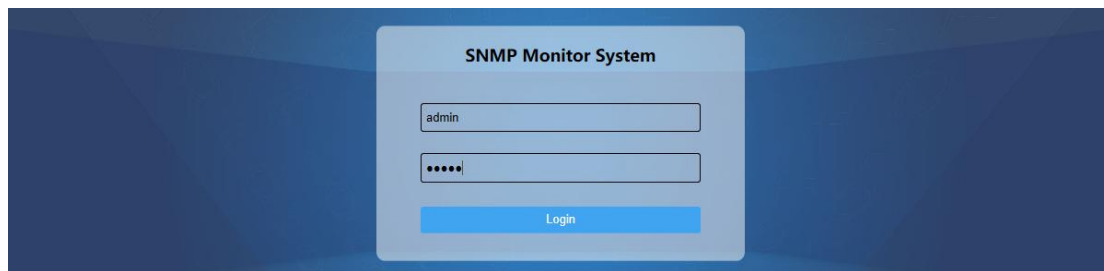 SNMP Monitor System
admin
•••••
Login